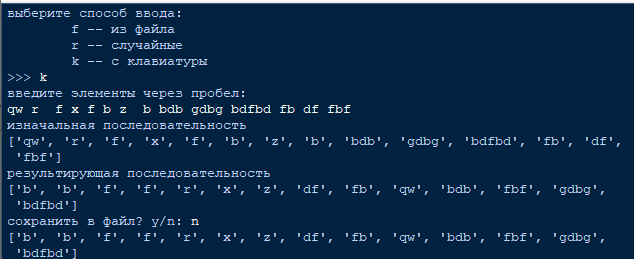 выберите способ ввода:
f -- из файла
r -- случайные
k -- с клавиатуры
>>> k
введите элементы через пробел:
qw r  f x f b z  b bdb gdbg bdfbd fb df fbf
изначальная последовательность
['qw', 'r', 'f', 'x', 'f', 'b', 'z', 'b', 'bdb', 'gdbg', 'bdfbd', 'fb', 'df',
'fbf']
результирующая последовательность
['b', 'b', 'f', 'f', 'r', 'x', 'z', 'df', 'fb', 'qw', 'bdb', 'fbf', 'gdbg',
'bdfbd']
сохранить в файл? y/n: n
['b', 'b', 'f', 'f', 'r', 'x', 'z', 'df', 'fb', 'qw', 'bdb', 'fbf', 'gdbg',
'bdfbd']